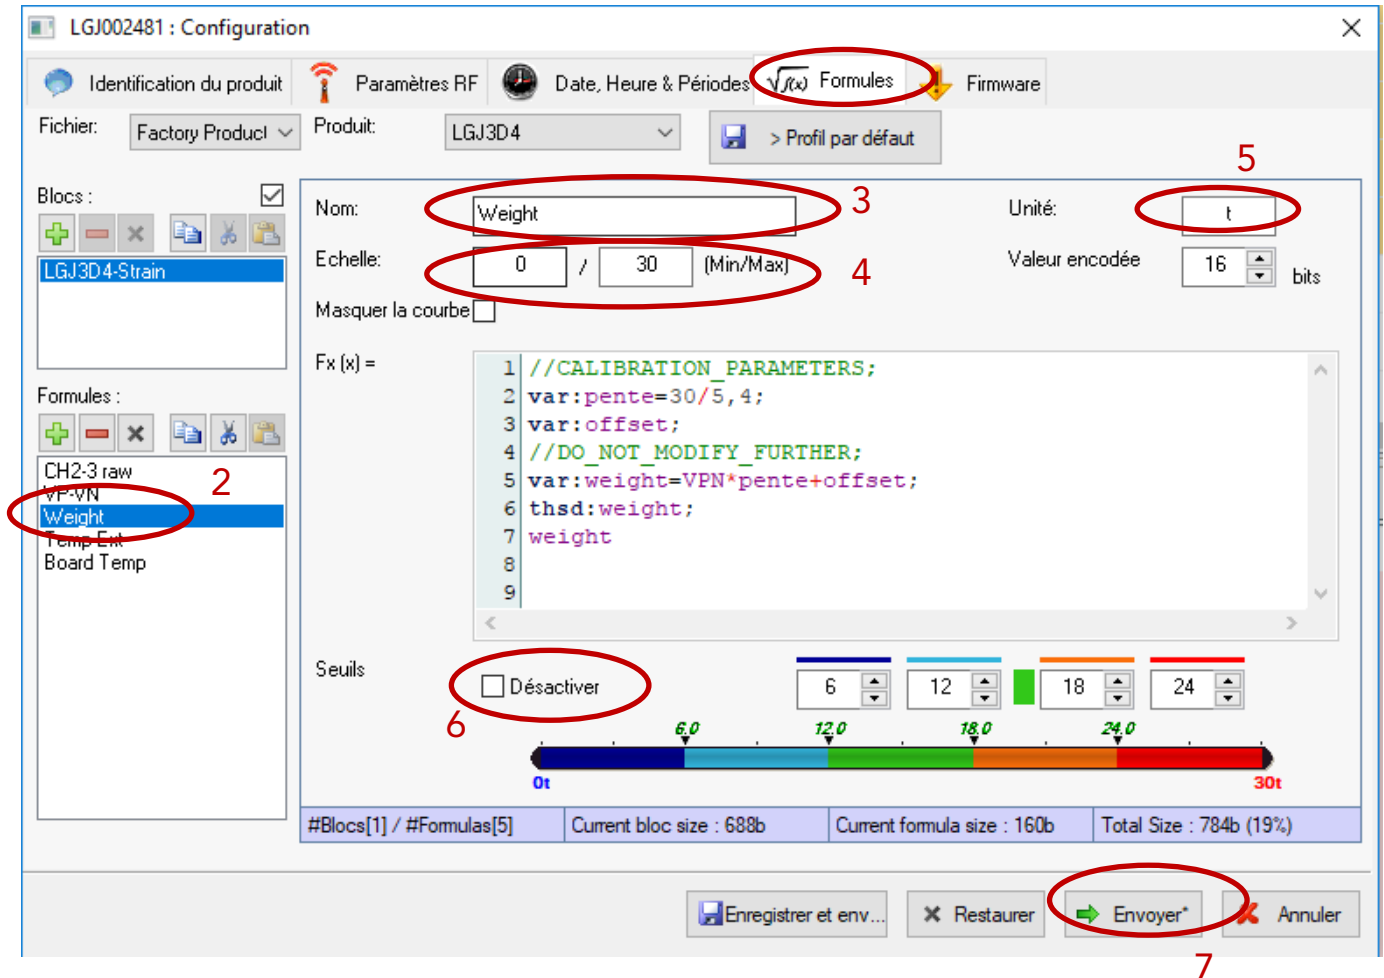 LGJ002481 : Configuration
Identification du produit
Paramètres RF
Date, Heure & Périodes
√f(x) Formules
Firmware
Fichier:
Factory Product
Produit:
LGJ3D4
> Profil par défaut
5
Blocs :
Nom:
Weight
3
Unité:
t
LGJ3D4-Strain
Echelle:
0 / 30 (Min/Max)
4
Valeur encodée
16 bits
Masquer la courbe
Fx (x) =
1 //CALIBRATION_PARAMETERS;
2 var:pente=30/5,4;
3 var:offset;
4 //DO_NOT_MODIFY_FURTHER;
5 var:weight=VPN*pente+offset;
6 thsd:weight;
7 weight
8
9
Formules :
CH2-3 raw
2
VP-VN
Weight
Temp Ext
Board Temp
Seuils
Désactiver
6
6 12 18 24
6.0 12.0 18.0 24.0
0t 30t
#Blocs[1] / #Formulas[5]
Current bloc size : 688b
Current formula size : 160b
Total Size : 784b (19%)
Enregistrer et env...
Restaurer
Envoyer*
Annuler
7